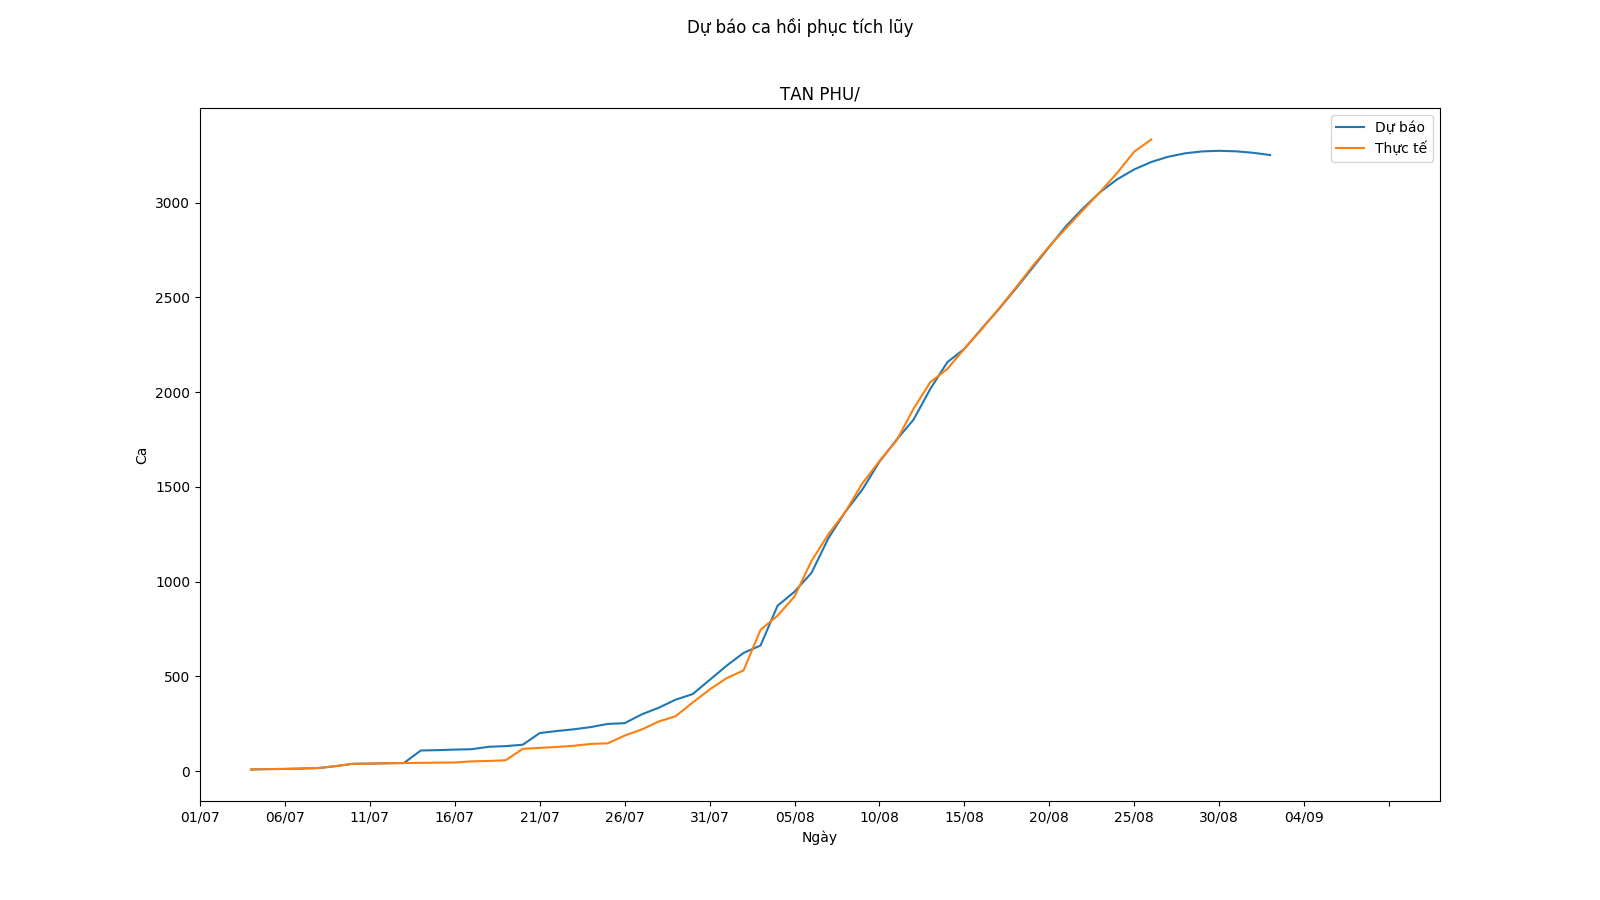 Dự báo ca hồi phục tích lũy
TAN PHU/
Dự báo
Thực tế
3000
2500
2000
1500
1000
500
0
Ca
01/07 06/07 11/07 16/07 21/07 26/07 31/07 05/08 10/08 15/08 20/08 25/08 30/08 04/09
Ngày